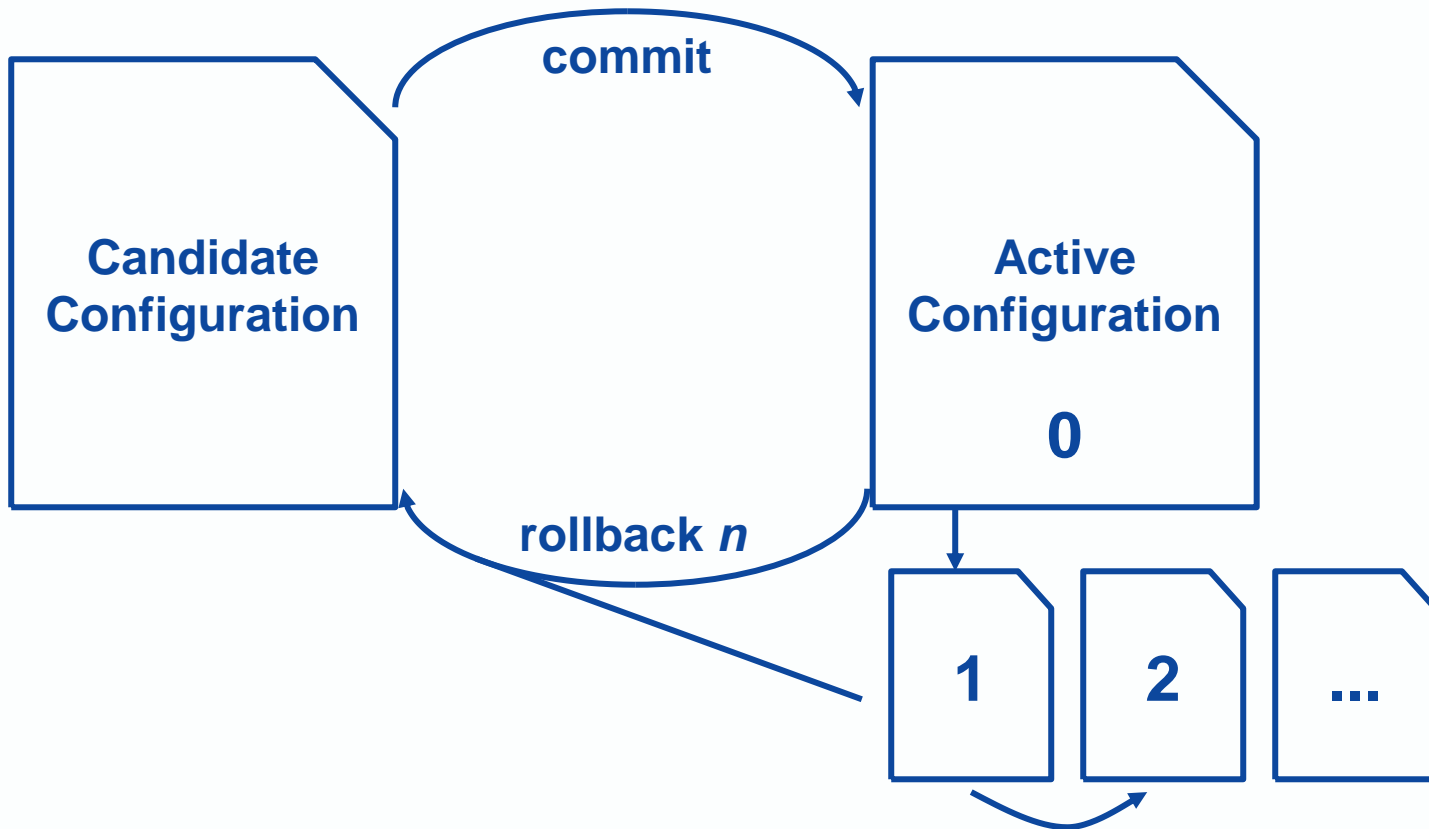 commit
Candidate
Configuration
Active
Configuration
0
rollback n
1
2
...